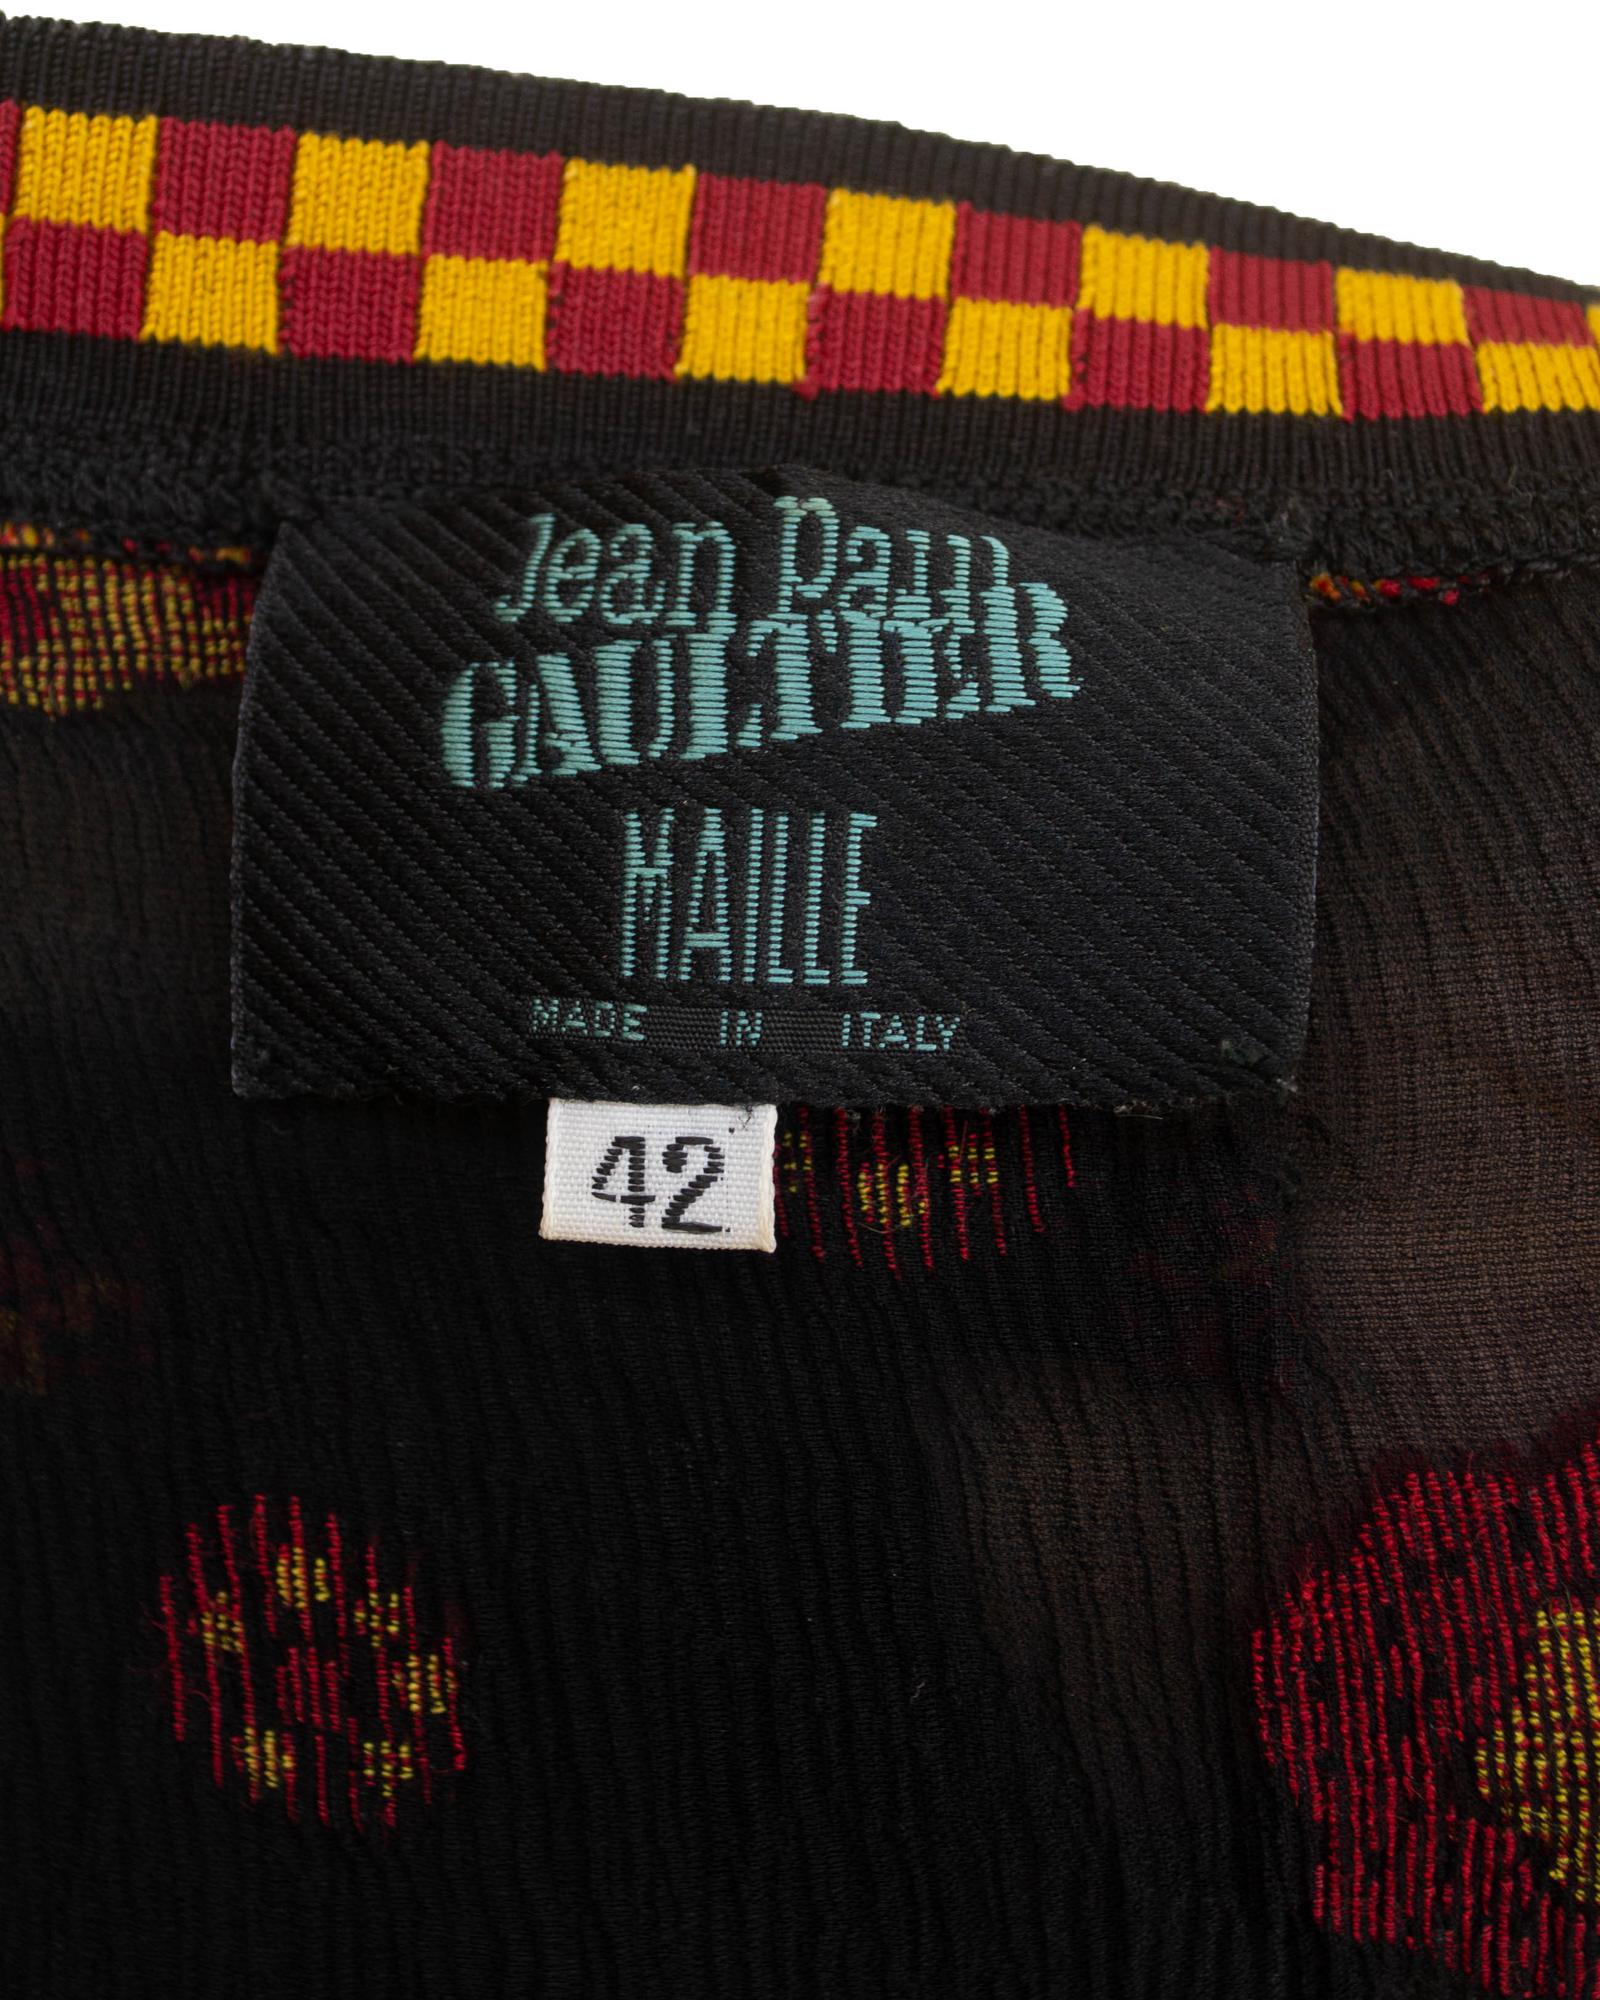 Jean Paul
GAULTIER
MAILLE
MADE IN ITALY
42